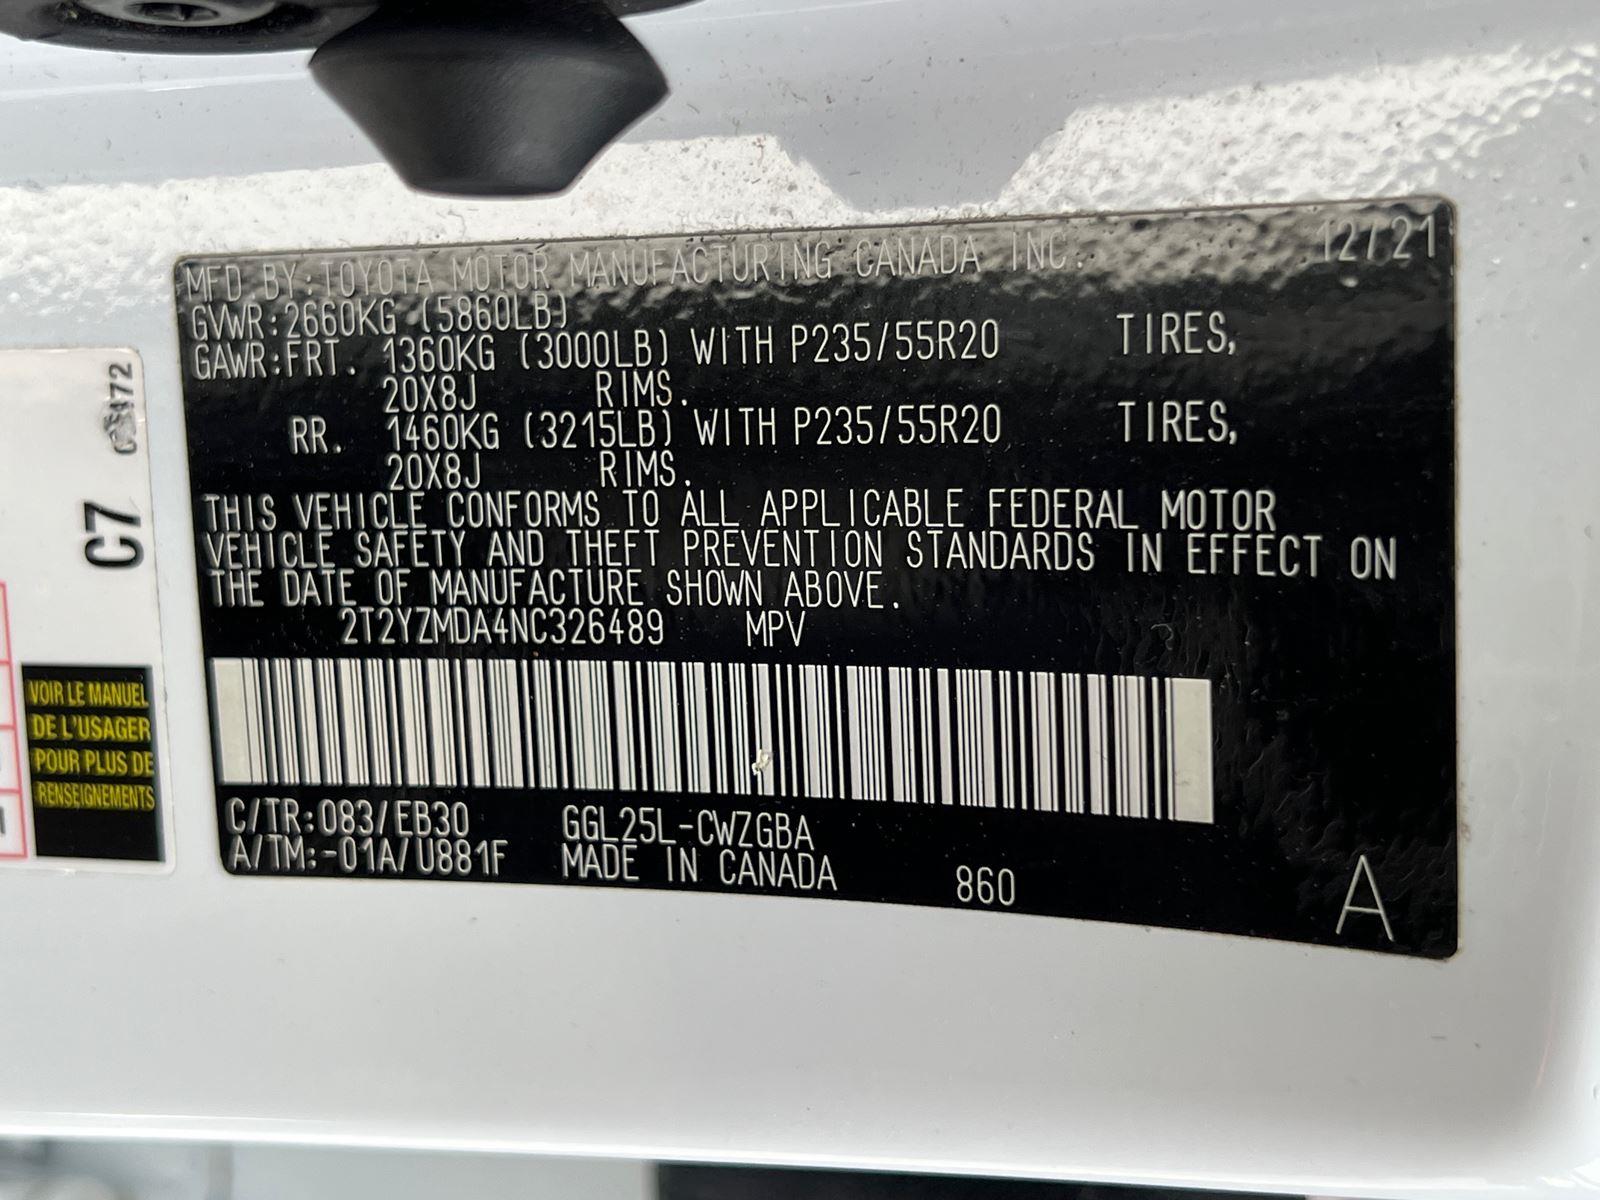 MFD BY:TOYOTA MOTOR MANUFACTURING CANADA INC. 12/21
GVWR:2660KG (5860LB)
GAWR:FRT. 1360KG (3000LB) WITH P235/55R20 TIRES,
20X8J RIMS.
RR. 1460KG (3215LB) WITH P235/55R20 TIRES,
20X8J RIMS.
THIS VEHICLE CONFORMS TO ALL APPLICABLE FEDERAL MOTOR
VEHICLE SAFETY AND THEFT PREVENTION STANDARDS IN EFFECT ON
THE DATE OF MANUFACTURE SHOWN ABOVE.
2T2YZMDA4NC326489 MPV
C/TR:083/EB30 GGL25L-CWZGBA
A/TM:-01A/U881F MADE IN CANADA 860 A
C7
VOIR LE MANUEL
DE L'USAGER
POUR PLUS DE
RENSEIGNEMENTS